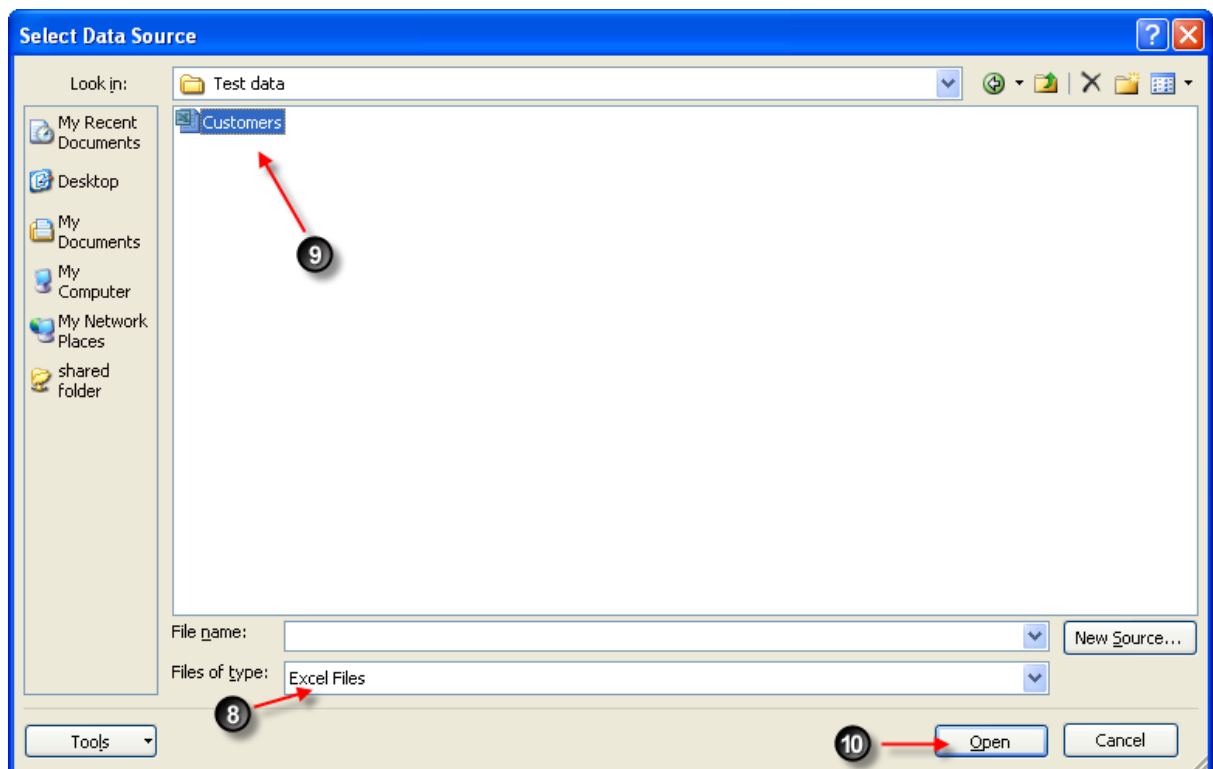 Select Data Source
Look in:
Test data
My Recent
Documents
Desktop
My
Documents
My
Computer
My Network
Places
shared
folder
Customers
9
File name:
New Source...
Files of type:
Excel Files
8
Tools
10
Open
Cancel